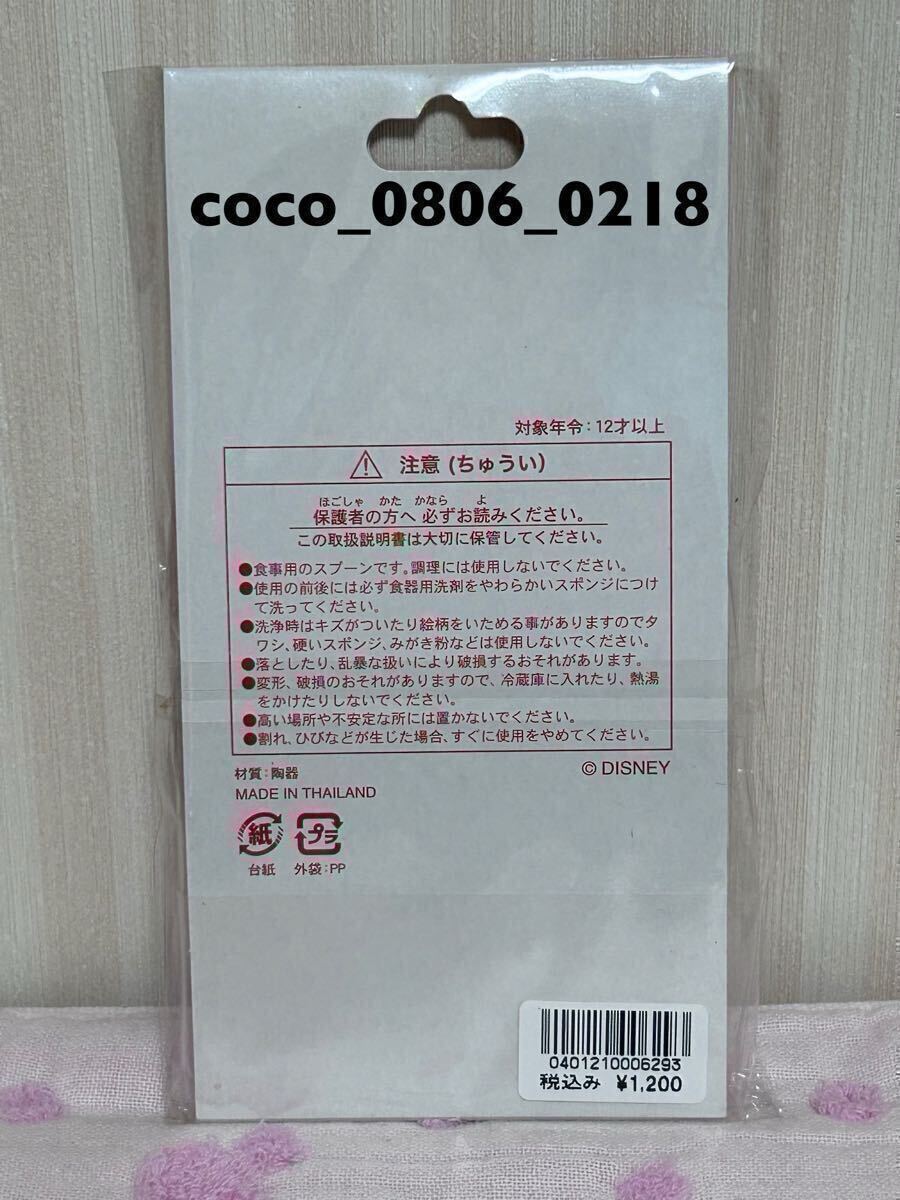 coco_0806_0218
対象年令：12才以上
注意 (ちゅうい)
ほごしゃ かた かなら よ
保護者の方へ 必ずお読みください。
この取扱説明書は大切に保管してください。
●食事用のスプーンです。調理には使用しないでください。
●使用の前後には必ず食器用洗剤をやわらかいスポンジにつけ
て洗ってください。
●洗浄時はキズがついたり絵柄をいためる事がありますのでタ
ワシ、硬いスポンジ、みがき粉などは使用しないでください。
●落としたり、乱暴な扱いにより破損するおそれがあります。
●変形、破損のおそれがありますので、冷蔵庫に入れたり、熱湯
をかけたりしないでください。
●高い場所や不安定な所には置かないでください。
●割れ、ひびなどが生じた場合、すぐに使用をやめてください。
材質：陶器
© DISNEY
MADE IN THAILAND
紙 プラ
台紙 外袋：PP
0401210006293
税込み ¥1,200